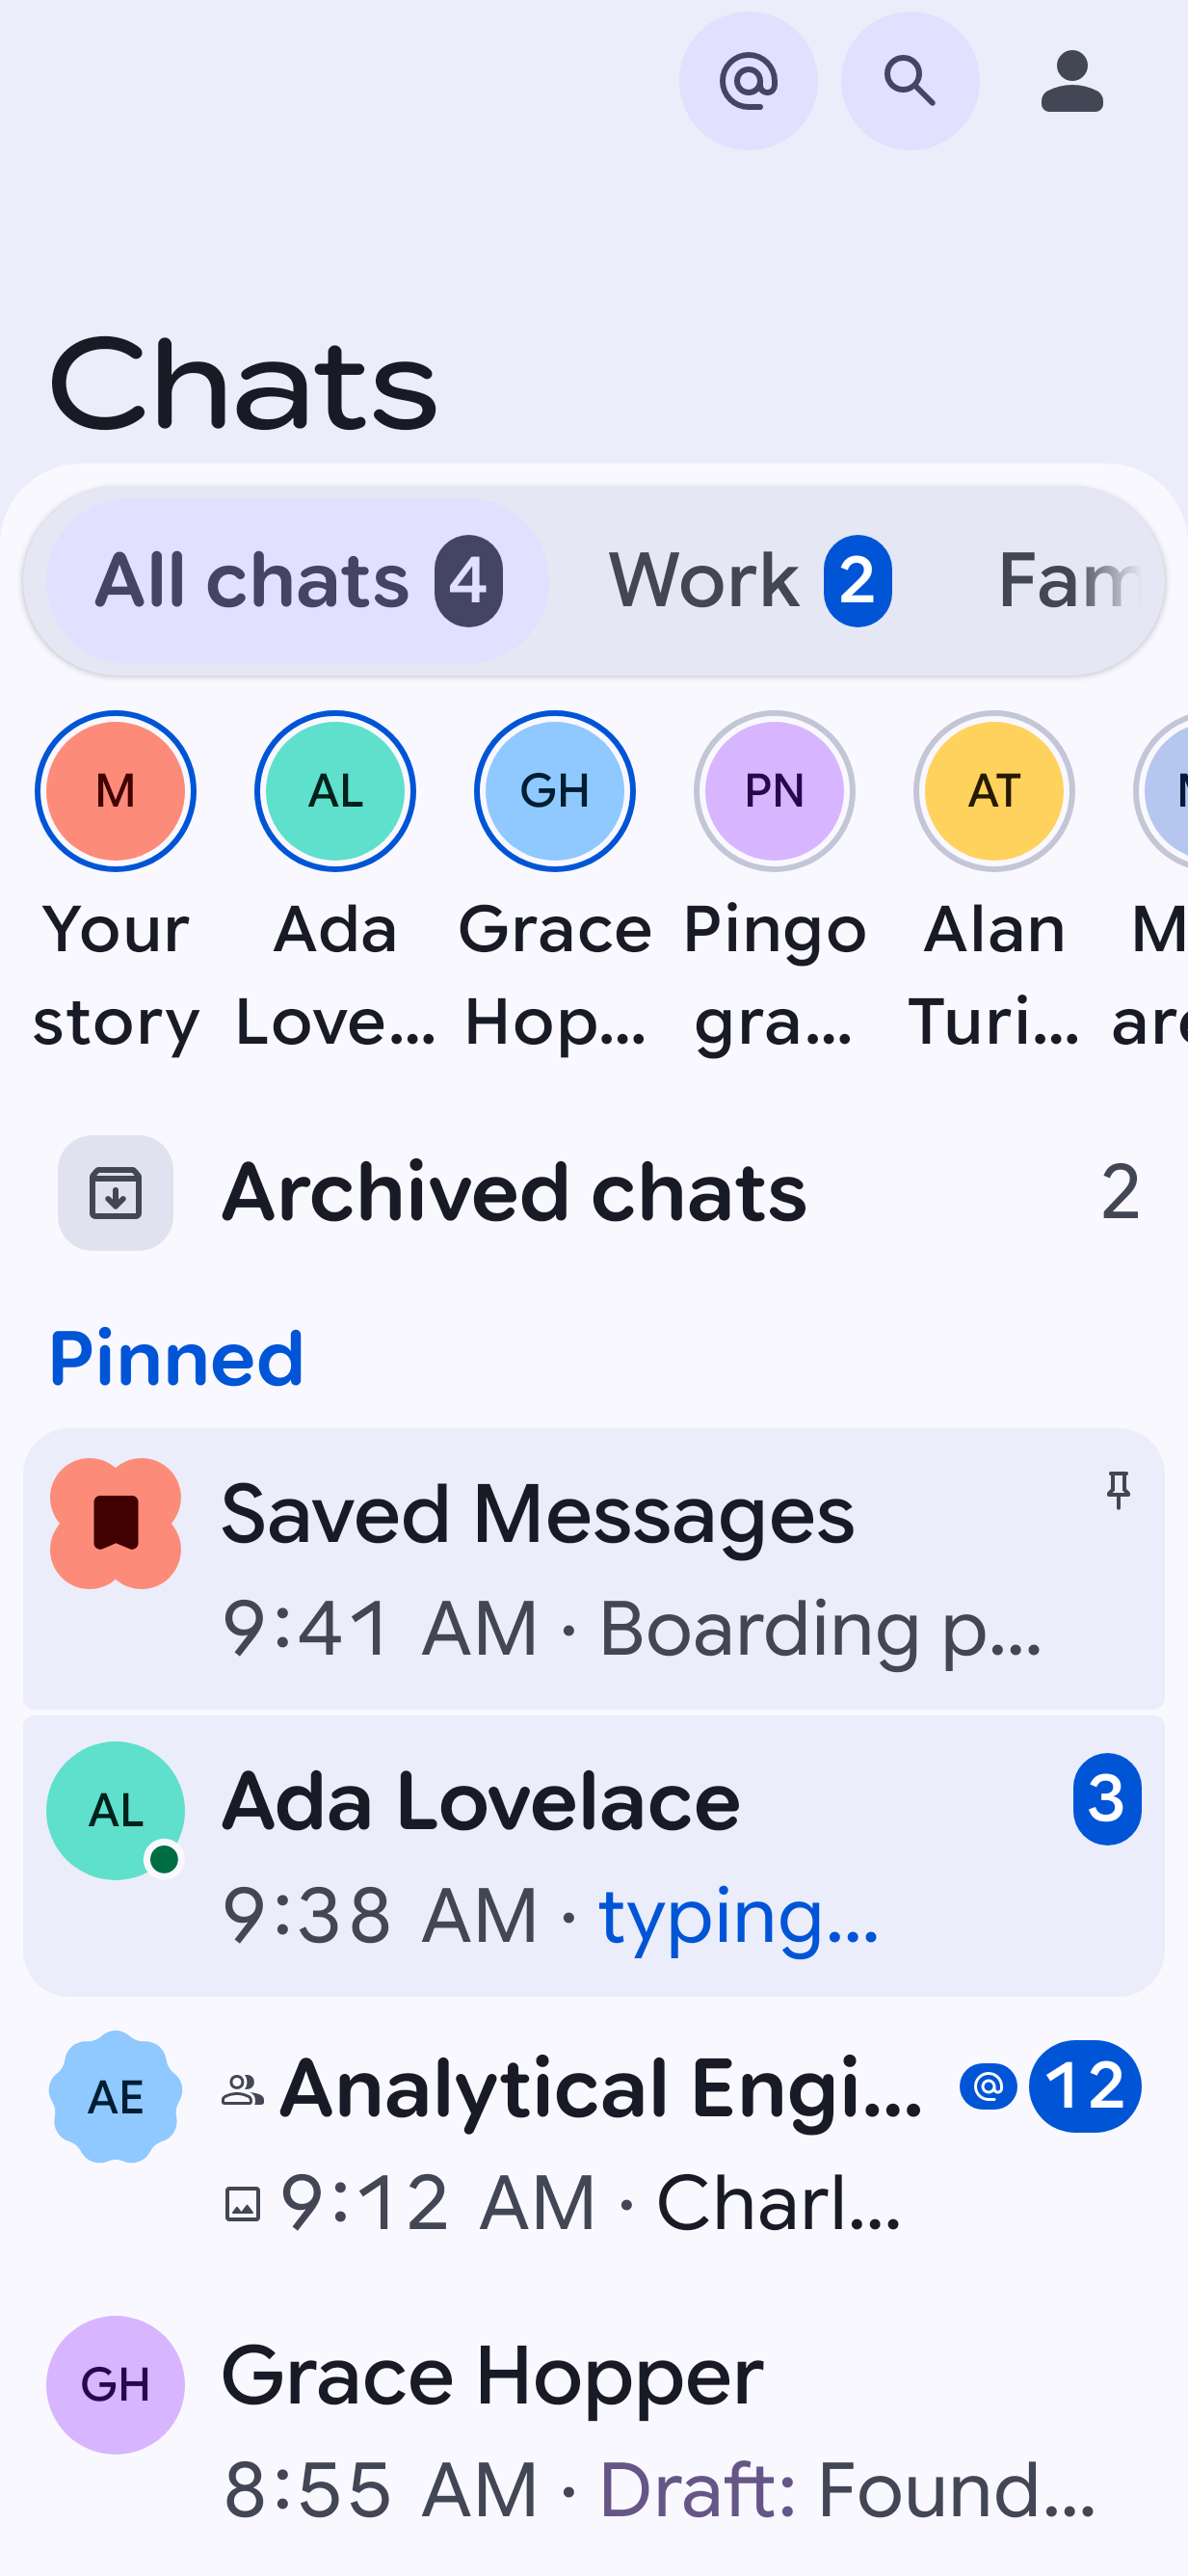 Chats
All chats 4 Work 2 Fam
M AL GH PN AT
Your story
Ada Love...
Grace Hop...
Pingo gra...
Alan Turi...
Archived chats 2
Pinned
Saved Messages
9:41 AM · Boarding p...
AL
Ada Lovelace 3
9:38 AM · typing...
AE
Analytical Engi... @ 12
9:12 AM · Charl...
GH
Grace Hopper
8:55 AM · Draft: Found...